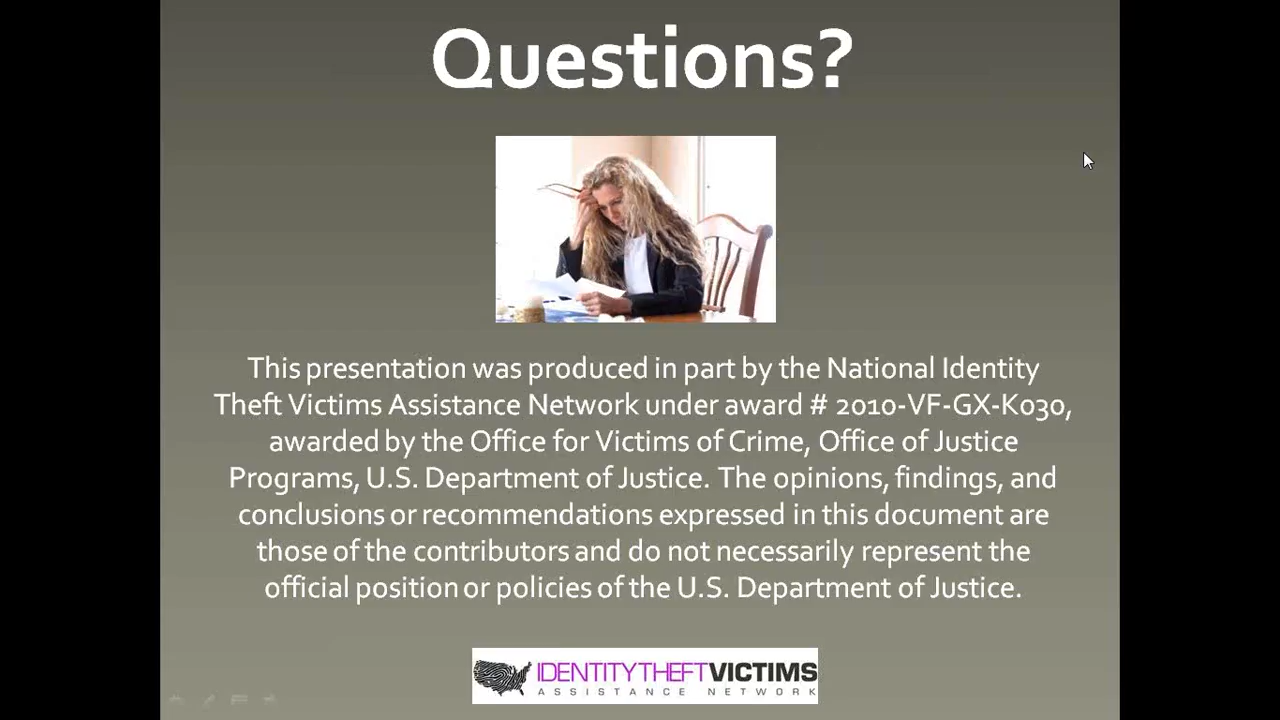 Questions?
This presentation was produced in part by the National Identity
Theft Victims Assistance Network under award # 2010-VF-GX-K030,
awarded by the Office for Victims of Crime, Office of Justice
Programs, U.S. Department of Justice. The opinions, findings, and
conclusions or recommendations expressed in this document are
those of the contributors and do not necessarily represent the
official position or policies of the U.S. Department of Justice.
IDENTITYTHEFTVICTIMS
ASSISTANCE NETWORK